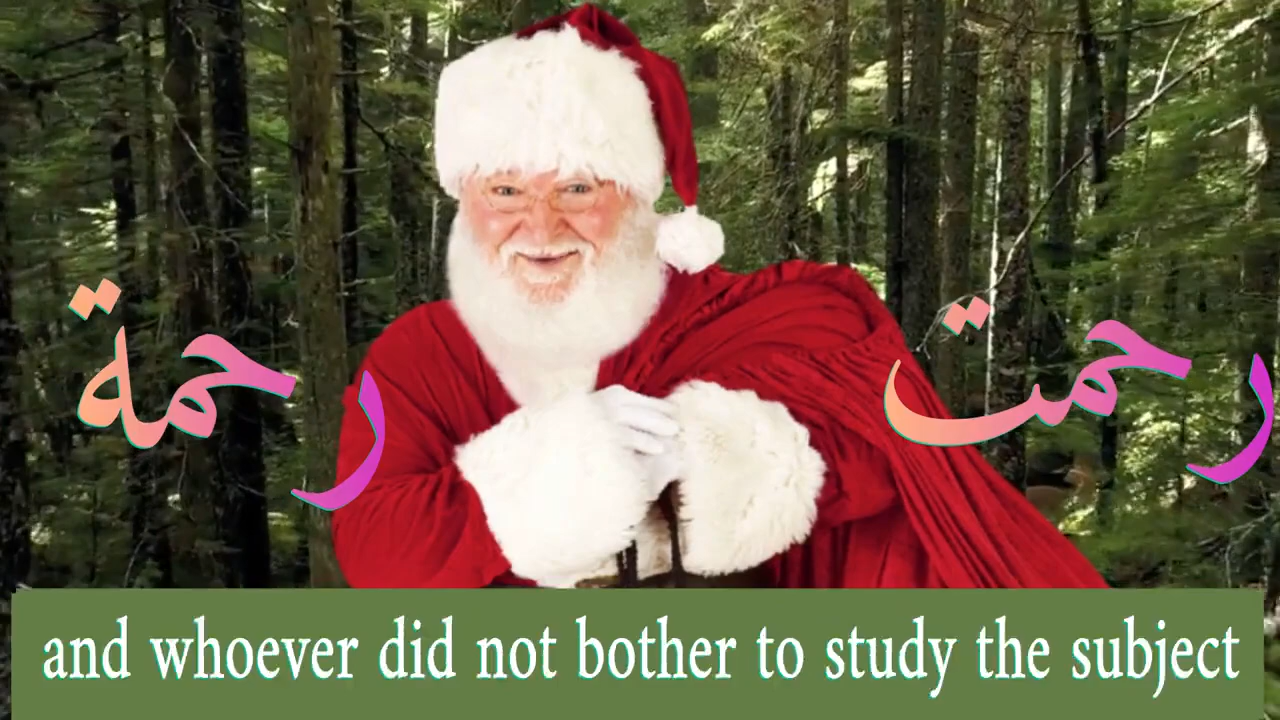 رحمت
رحمة
and whoever did not bother to study the subject